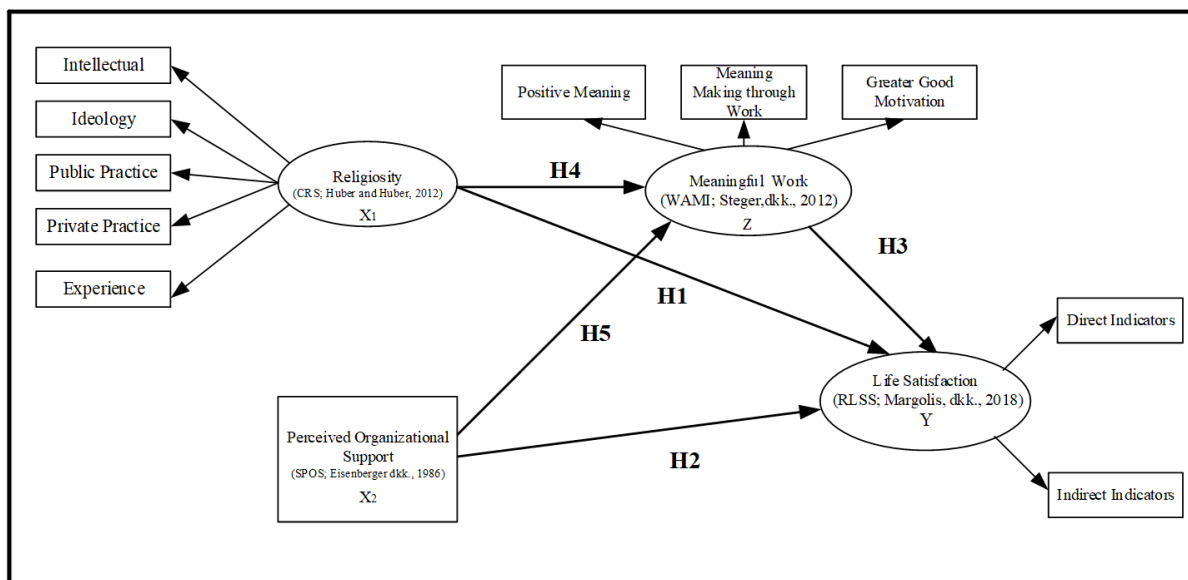 Intellectual
Ideology
Public Practice
Private Practice
Experience
Religiosity
(CRS; Huber and Huber, 2012)
X1
Positive Meaning
Meaning
Making through
Work
Greater Good
Motivation
H4
Meaningful Work
(WAMI; Steger,dkk., 2012)
Z
H3
H1
H5
Direct Indicators
Life Satisfaction
(RLSS; Margolis, dkk., 2018)
Y
Perceived Organizational
Support
(SPOS; Eisenberger dkk., 1986)
X2
H2
Indirect Indicators